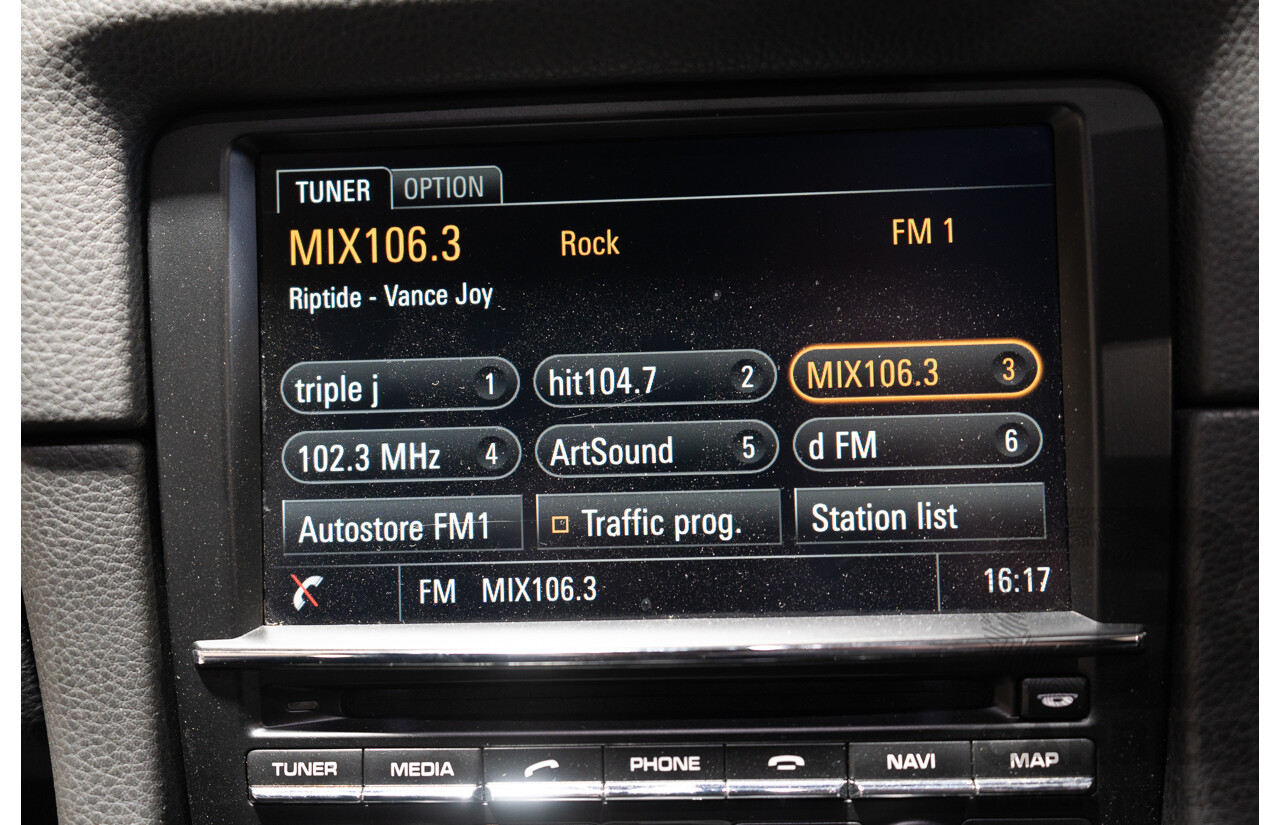 TUNER OPTION
MIX106.3 Rock FM 1
Riptide - Vance Joy
triple j 1 hit104.7 2 MIX106.3 3
102.3 MHz 4 ArtSound 5 d FM 6
Autostore FM1 Traffic prog. Station list
FM MIX106.3 16:17
TUNER MEDIA PHONE NAVI MAP